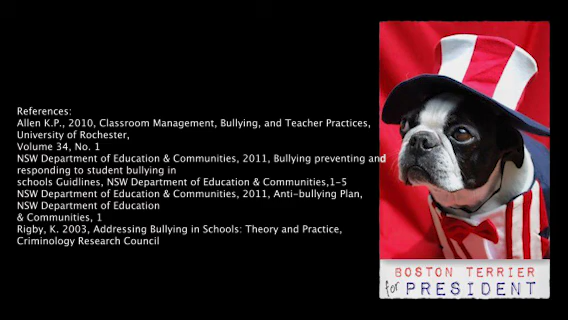 References:
Allen K.P., 2010, Classroom Management, Bullying, and Teacher Practices,
University of Rochester,
Volume 34, No. 1
NSW Department of Education & Communities, 2011, Bullying preventing and
responding to student bullying in
schools Guidlines, NSW Department of Education & Communities,1-5
NSW Department of Education & Communities, 2011, Anti-bullying Plan,
NSW Department of Education
& Communities, 1
Rigby, K. 2003, Addressing Bullying in Schools: Theory and Practice,
Criminology Research Council
BOSTON TERRIER
for PRESIDENT